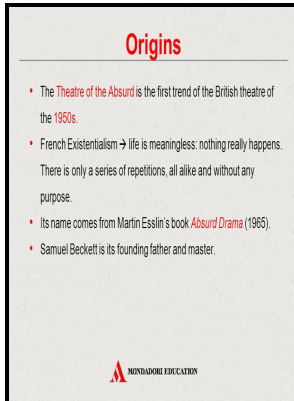 Origins
• The Theatre of the Absurd is the first trend of the British theatre of
the 1950s.
• French Existentialism → life is meaningless: nothing really happens.
There is only a series of repetitions, all alike and without any
purpose.
• Its name comes from Martin Esslin's book Absurd Drama (1965).
• Samuel Beckett is its founding father and master.
MONDADORI EDUCATION